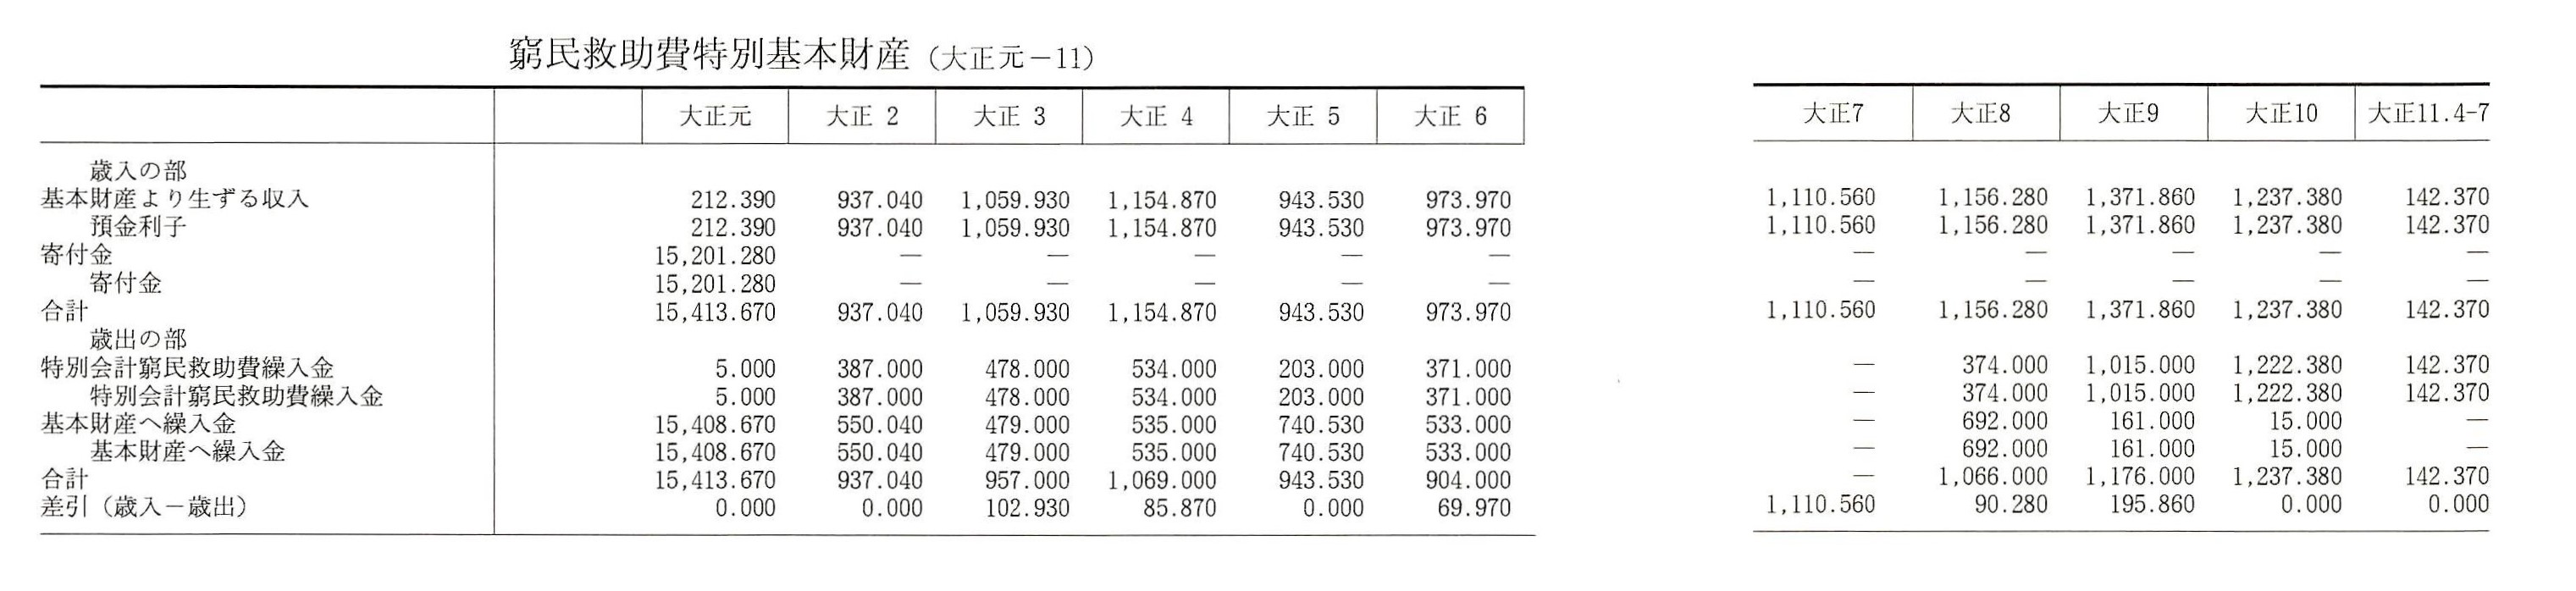 窮民救助費特別基本財産（大正元－11）
大正元 大正 2 大正 3 大正 4 大正 5 大正 6 大正7 大正8 大正9 大正10 大正11.4-7
歳入の部
基本財産より生ずる収入 212.390 937.040 1,059.930 1,154.870 943.530 973.970 1,110.560 1,156.280 1,371.860 1,237.380 142.370
預金利子 212.390 937.040 1,059.930 1,154.870 943.530 973.970 1,110.560 1,156.280 1,371.860 1,237.380 142.370
寄付金 15,201.280 — — — — — — — — — —
寄付金 15,201.280 — — — — — — — — — —
合計 15,413.670 937.040 1,059.930 1,154.870 943.530 973.970 1,110.560 1,156.280 1,371.860 1,237.380 142.370
歳出の部
特別会計窮民救助費繰入金 5.000 387.000 478.000 534.000 203.000 371.000 — 374.000 1,015.000 1,222.380 142.370
特別会計窮民救助費繰入金 5.000 387.000 478.000 534.000 203.000 371.000 — 374.000 1,015.000 1,222.380 142.370
基本財産へ繰入金 15,408.670 550.040 479.000 535.000 740.530 533.000 — 692.000 161.000 15.000 —
基本財産へ繰入金 15,408.670 550.040 479.000 535.000 740.530 533.000 — 692.000 161.000 15.000 —
合計 15,413.670 937.040 957.000 1,069.000 943.530 904.000 — 1,066.000 1,176.000 1,237.380 142.370
差引（歳入－歳出） 0.000 0.000 102.930 85.870 0.000 69.970 1,110.560 90.280 195.860 0.000 0.000